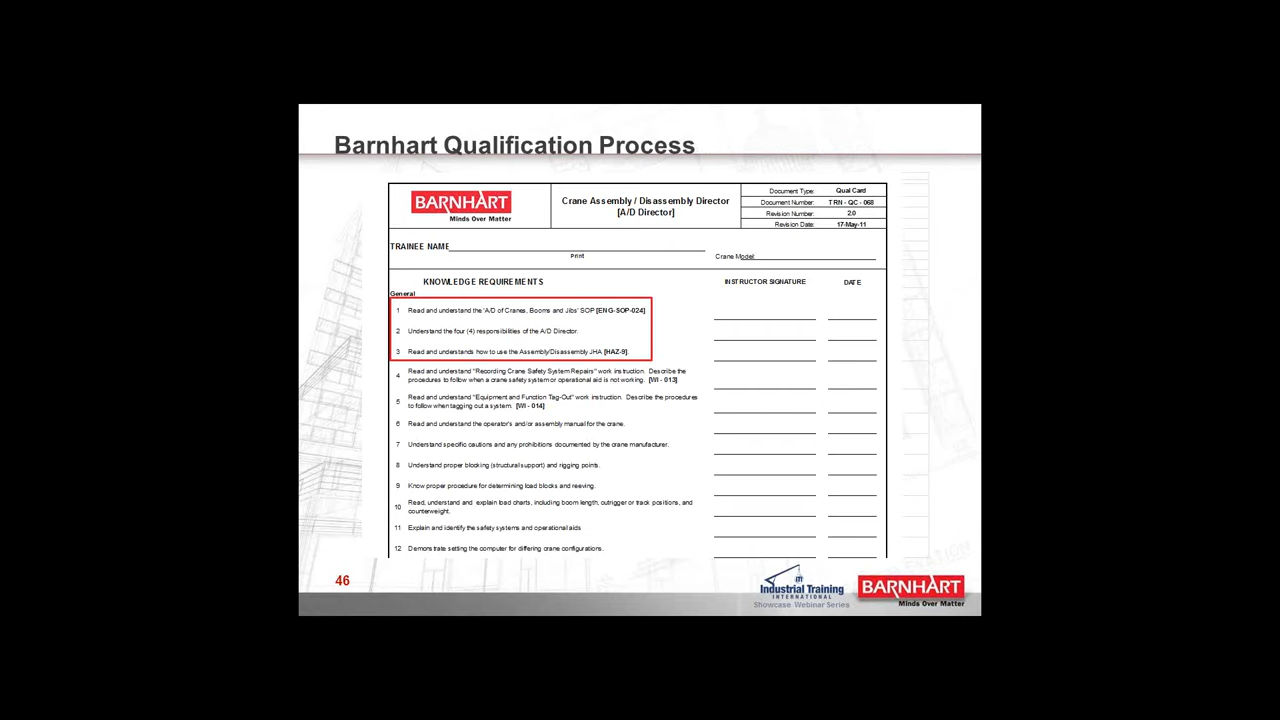 Barnhart Qualification Process
BARNHART
Minds Over Matter
Crane Assembly / Disassembly Director
[A/D Director]
Document Type: Qual Card
Document Number: TRN - QC - 068
Revision Number: 2.0
Revision Date: 17-May-11
TRAINEE NAME
Print
Crane Model:
KNOWLEDGE REQUIREMENTS INSTRUCTOR SIGNATURE DATE
General
1 Read and understand the 'A/D of Cranes, Booms and Jibs' SOP [ENG-SOP-024]
2 Understand the four (4) responsibilities of the A/D Director.
3 Read and understands how to use the Assembly/Disassembly JHA [HAZ-9].
4 Read and understand "Recording Crane Safety System Repairs" work instruction. Describe the
procedures to follow when a crane safety system or operational aid is not working. [WI - 013]
5 Read and understand "Equipment and Function Tag-Out" work instruction. Describe the procedures
to follow when tagging out a system. [WI - 014]
6 Read and understand the operator's and/or assembly manual for the crane.
7 Understand specific cautions and any prohibitions documented by the crane manufacturer.
8 Understand proper blocking (structural support) and rigging points.
9 Know proper procedure for determining load blocks and reeving.
10 Read, understand and explain load charts, including boom length, outrigger or track positions, and
counterweight.
11 Explain and identify the safety systems and operational aids
12 Demonstrate setting the computer for differing crane configurations.
46
Industrial Training
INTERNATIONAL
Showcase Webinar Series
BARNHART
Minds Over Matter